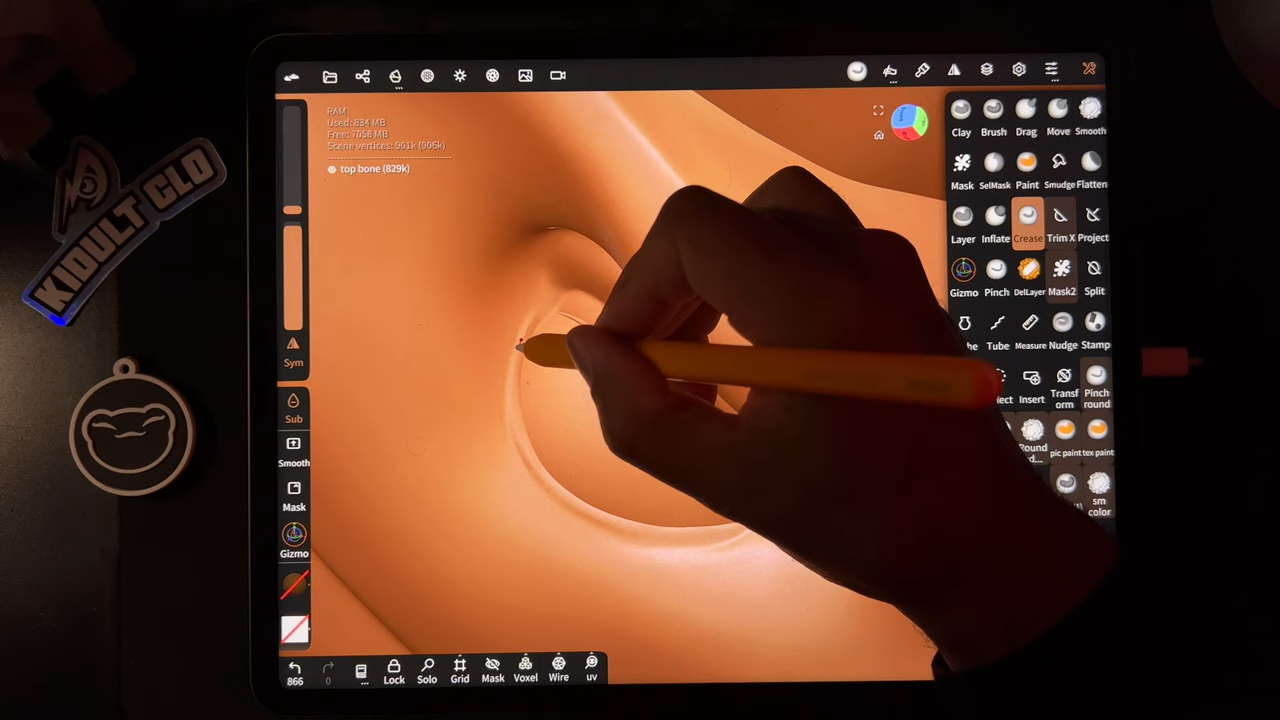 KIDULT CLO
RAM
Used: 834 MB
Free: 7058 MB
Scene vertices: 901k (906k)
top bone (829k)
Sym
Sub
Smooth
Mask
Gizmo
866
0
Lock
Solo
Grid
Mask
Voxel
Wire
uv
Clay Brush Drag Move Smooth
Mask SelMask Paint Smudge Flatten
Layer Inflate Crease Trim X Project
Gizmo Pinch DelLayer Mask2 Split
Tube Measure Nudge Stamp
Insert Transf orm Pinch round
Round pic paint tex paint
sm color